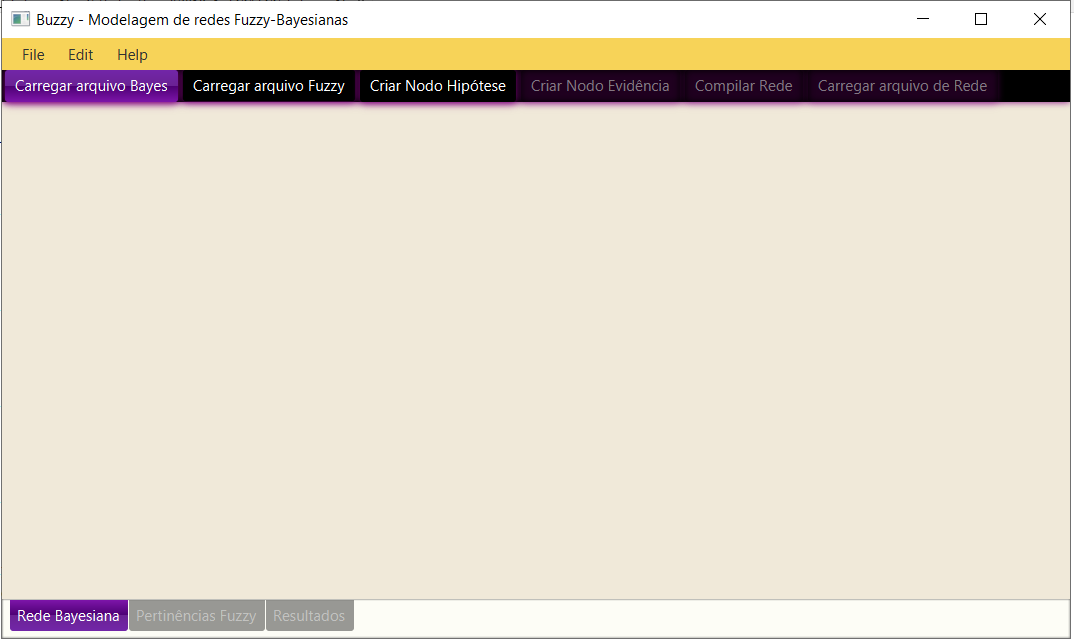 Buzzy - Modelagem de redes Fuzzy-Bayesianas
File Edit Help
Carregar arquivo Bayes Carregar arquivo Fuzzy Criar Nodo Hipótese Criar Nodo Evidência Compilar Rede Carregar arquivo de Rede
Rede Bayesiana Pertinências Fuzzy Resultados